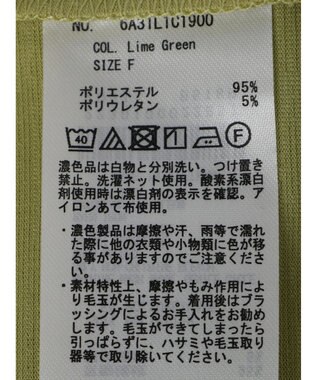 NO. 6A31L1C1900
COL. Lime Green
SIZE F
ポリエステル 95%
ポリウレタン 5%
40 F
濃色品は白物と分別洗い。つけ置き
禁止。洗濯ネット使用。酸素系漂白
剤使用時は漂白剤の表示を確認。ア
イロンあて布使用。
・濃色製品は摩擦や汗、雨等で濡れ
た際に他の衣類や小物類に色が移
る事がありますのでご注意くださ
い。
・素材特性上、摩擦やもみ作用によ
り毛玉が生じます。着用後はブラ
ッシングによるお手入れをお勧め
します。毛玉ができてしまったら
引っぱらずに、ハサミや毛玉取り
器等で取り除いてください。